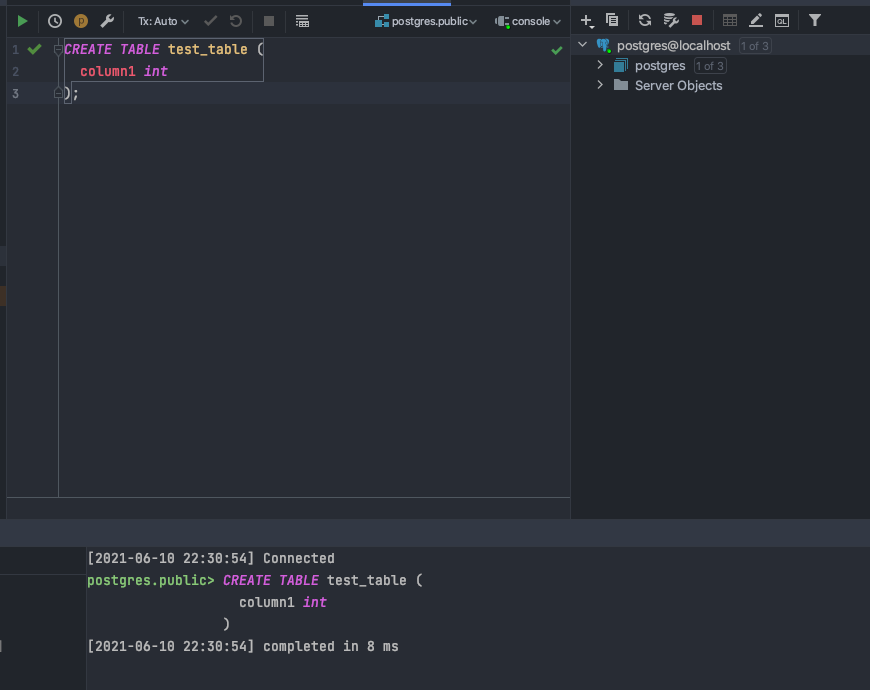 Tx: Auto
postgres.public
console
1 CREATE TABLE test_table (
2 column1 int
3 );
postgres@localhost 1 of 3
postgres 1 of 3
Server Objects
[2021-06-10 22:30:54] Connected
postgres.public> CREATE TABLE test_table (
column1 int
)
[2021-06-10 22:30:54] completed in 8 ms